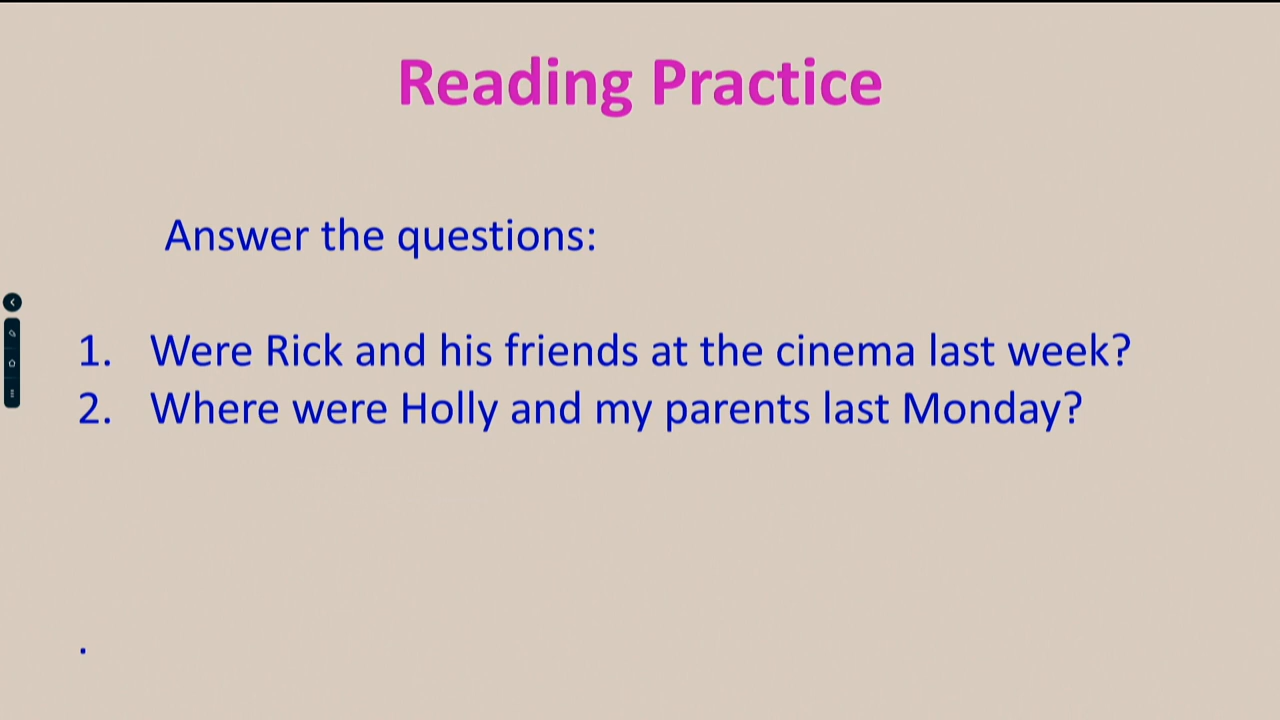 Reading Practice
Answer the questions:
1. Were Rick and his friends at the cinema last week?
2. Where were Holly and my parents last Monday?
.